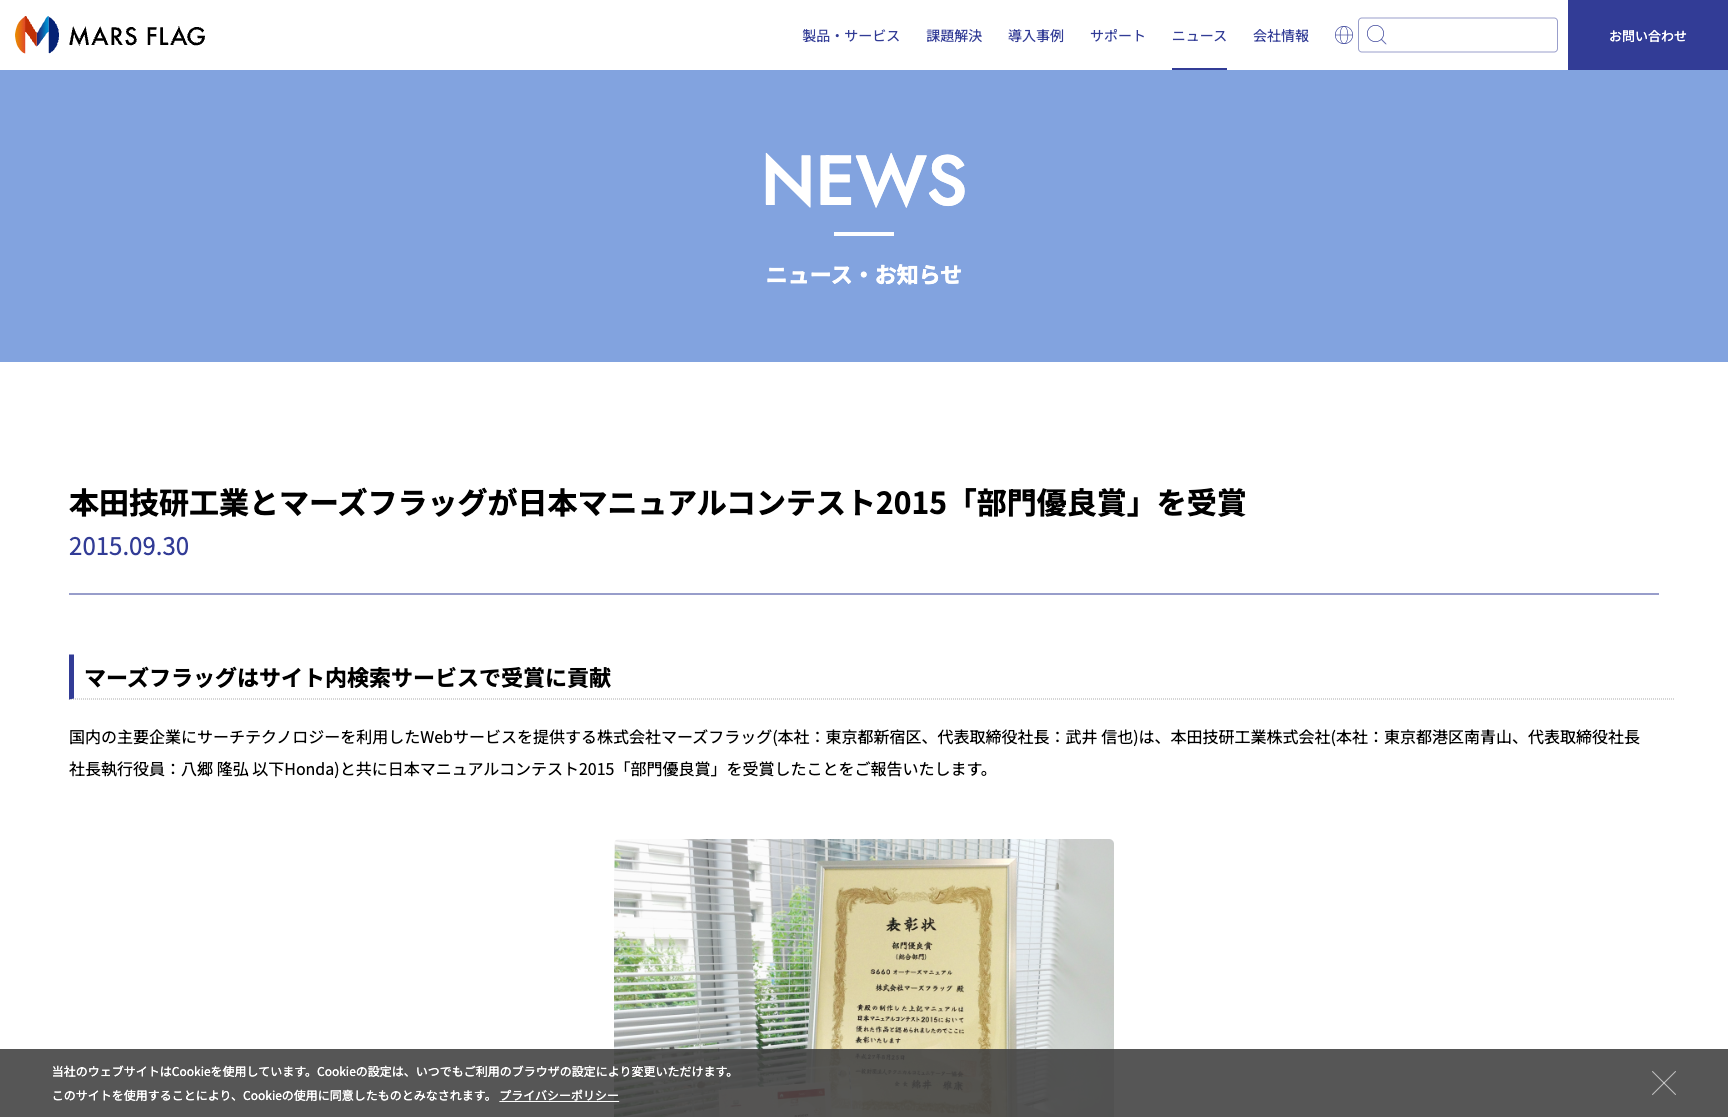 MARS FLAG
製品・サービス 課題解決 導入事例 サポート ニュース 会社情報 お問い合わせ
NEWS
ニュース・お知らせ
本田技研工業とマーズフラッグが日本マニュアルコンテスト2015「部門優良賞」を受賞
2015.09.30
マーズフラッグはサイト内検索サービスで受賞に貢献
国内の主要企業にサーチテクノロジーを利用したWebサービスを提供する株式会社マーズフラッグ(本社：東京都新宿区、代表取締役社長：武井 信也)は、本田技研工業株式会社(本社：東京都港区南青山、代表取締役社長
社長執行役員：八郷 隆弘 以下Honda)と共に日本マニュアルコンテスト2015「部門優良賞」を受賞したことをご報告いたします。
表彰状
部門優良賞
(総合部門)
S660 オーナーズマニュアル
株式会社マーズフラッグ 殿
貴殿の制作した上記マニュアルは
日本マニュアルコンテスト2015において
優れた作品と認められましたのでここに
表彰いたします
当社のウェブサイトはCookieを使用しています。Cookieの設定は、いつでもご利用のブラウザの設定により変更いただけます。
このサイトを使用することにより、Cookieの使用に同意したものとみなされます。 プライバシーポリシー